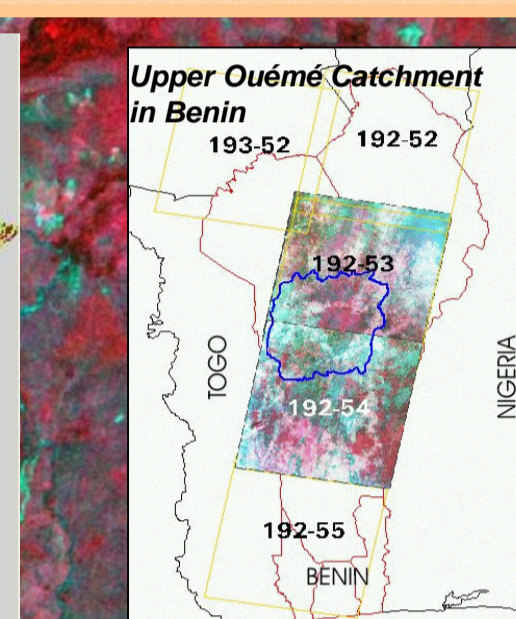 Upper Ouémé Catchment
in Benin
193-52
192-52
192-53
TOGO
NIGERIA
192-54
192-55
BENIN